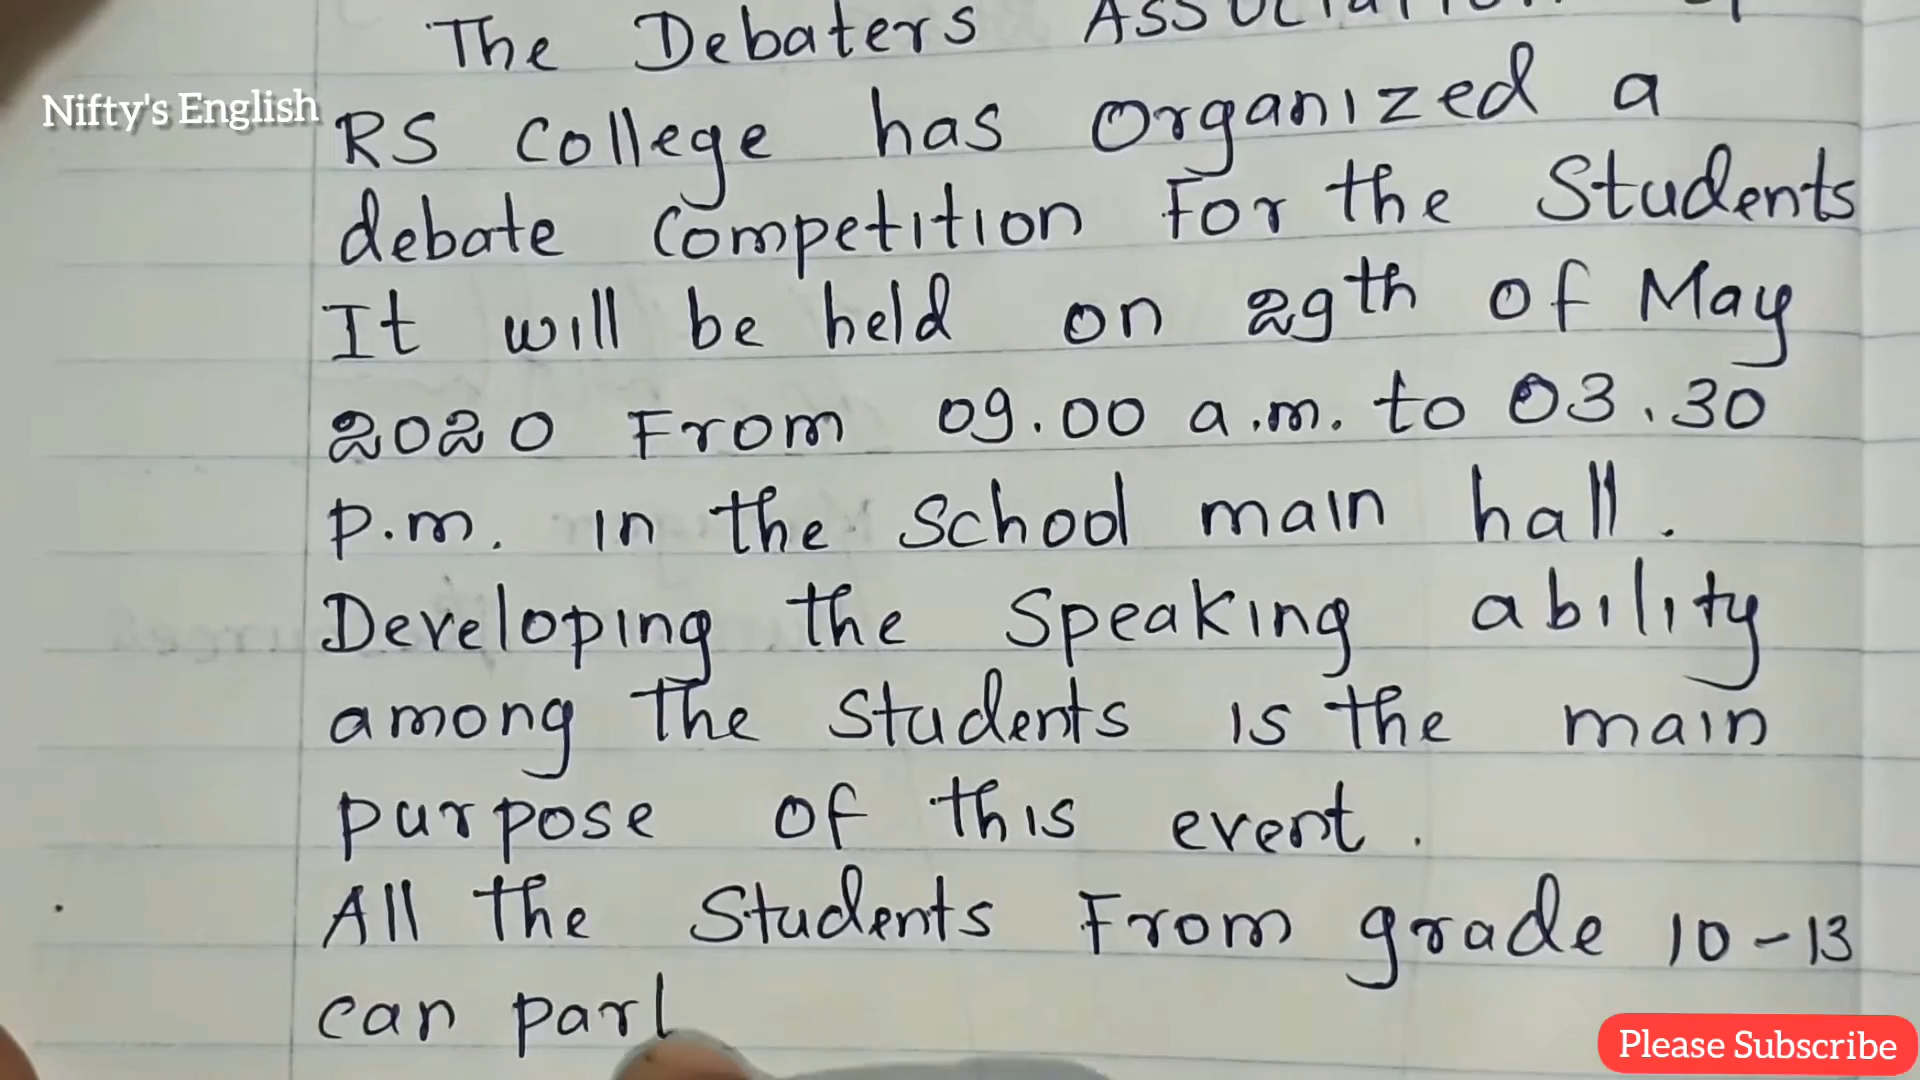 The Debaters Association of
Nifty's English
RS College has Organized a
debate Competition For the Students
It will be held on 29th of May
2020 From 09.00 a.m. to 03.30
P.m. in the School main hall.
Developing the Speaking ability
among the Students is the main
purpose of this event.
All the Students From grade 10-13
can part
Please Subscribe